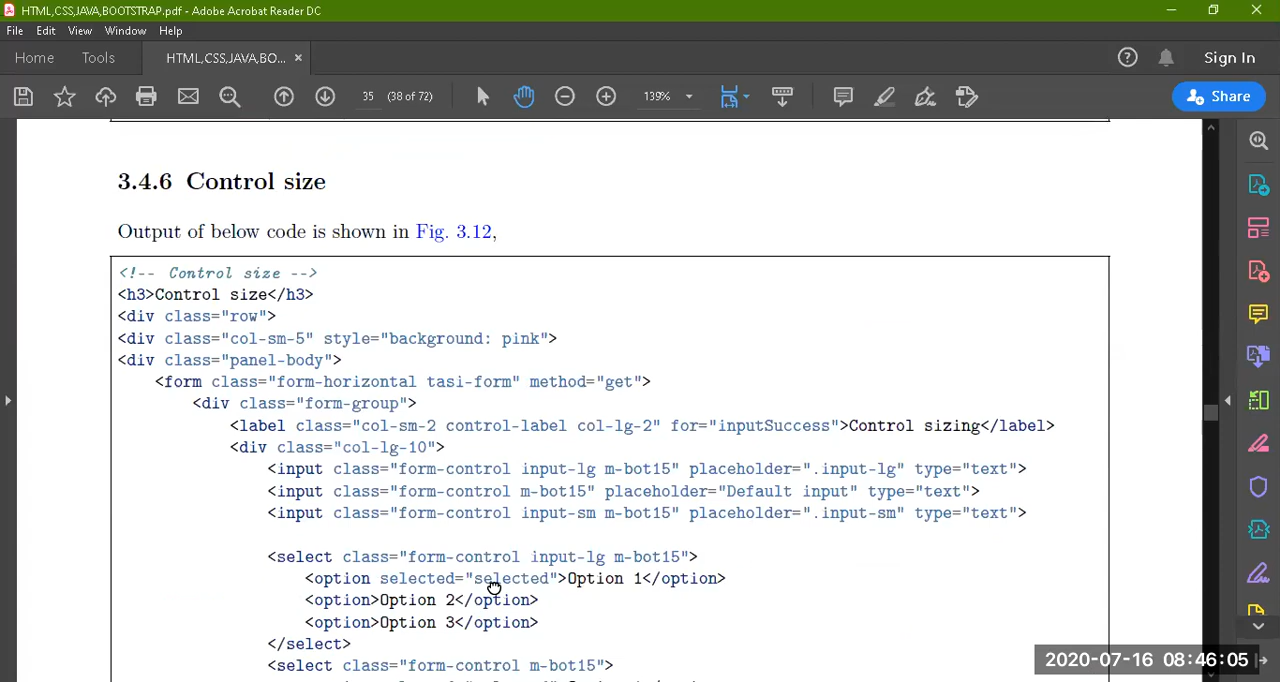 HTML,CSS,JAVA,BOOTSTRAP.pdf - Adobe Acrobat Reader DC
File Edit View Window Help
Home Tools HTML,CSS,JAVA,BO... × Sign In
35 (38 of 72) 139% Share
3.4.6 Control size
Output of below code is shown in Fig. 3.12,
<!-- Control size -->
<h3>Control size</h3>
<div class="row">
<div class="col-sm-5" style="background: pink">
<div class="panel-body">
<form class="form-horizontal tasi-form" method="get">
<div class="form-group">
<label class="col-sm-2 control-label col-lg-2" for="inputSuccess">Control sizing</label>
<div class="col-lg-10">
<input class="form-control input-lg m-bot15" placeholder=".input-lg" type="text">
<input class="form-control m-bot15" placeholder="Default input" type="text">
<input class="form-control input-sm m-bot15" placeholder=".input-sm" type="text">
<select class="form-control input-lg m-bot15">
<option selected="selected">Option 1</option>
<option>Option 2</option>
<option>Option 3</option>
</select>
<select class="form-control m-bot15">
2020-07-16 08:46:05